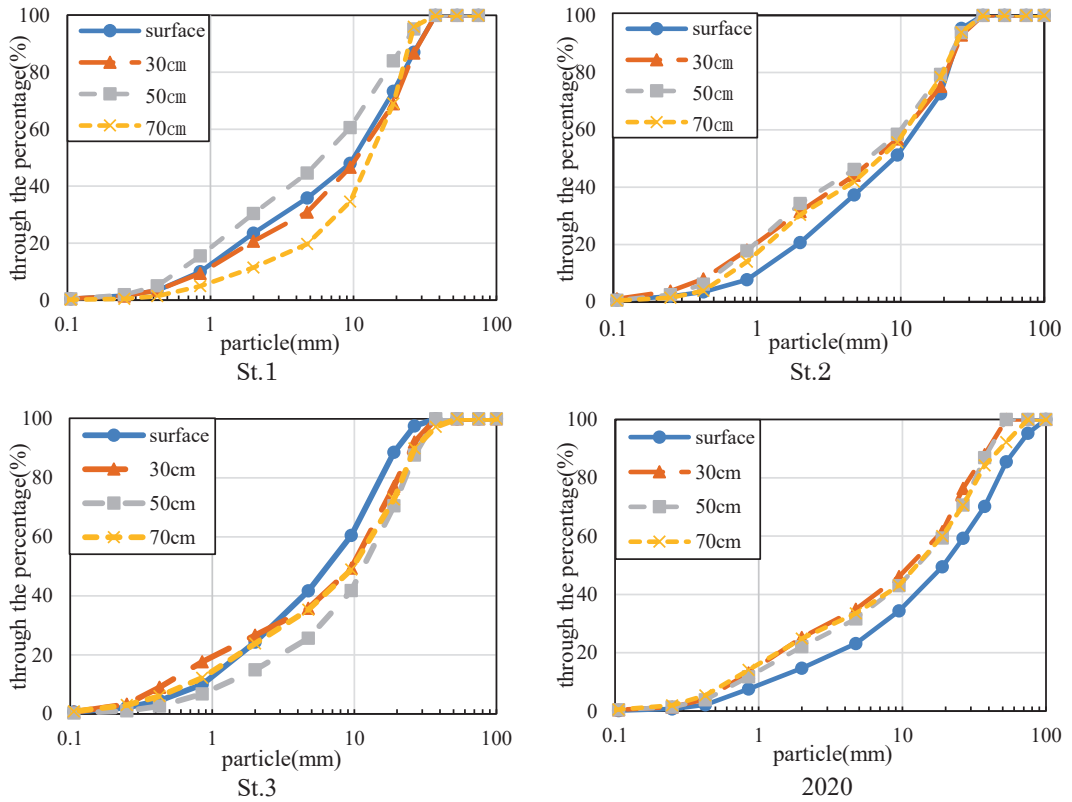 through the percentage(%)
100
80
60
40
20
0
surface
30㎝
50㎝
70㎝
0.1
1
10
100
particle(mm)
St.1
through the percentage(%)
100
80
60
40
20
0
surface
30㎝
50㎝
70㎝
0.1
1
10
100
particle(mm)
St.2
through the percentage(%)
100
80
60
40
20
0
surface
30cm
50cm
70cm
0.1
1
10
100
particle(mm)
St.3
through the percentage(%)
100
80
60
40
20
0
surface
30cm
50cm
70cm
0.1
1
10
100
particle(mm)
2020